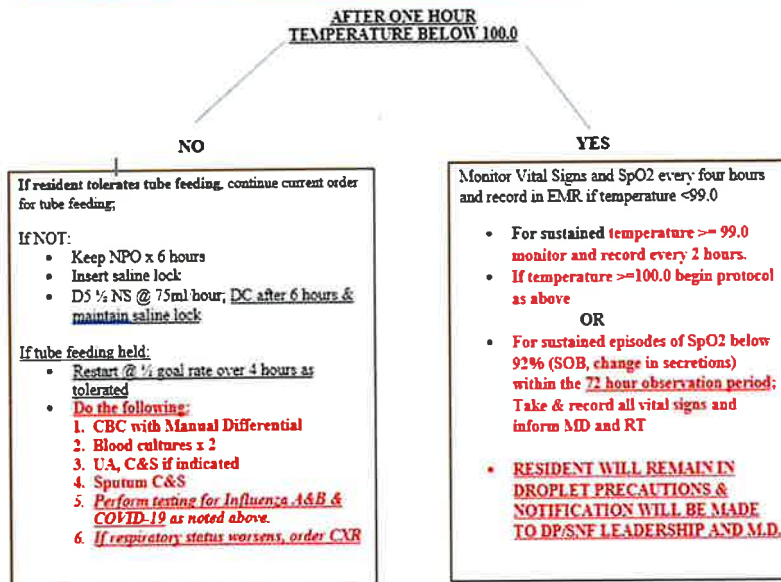 AFTER ONE HOUR
TEMPERATURE BELOW 100.0
NO
If resident tolerates tube feeding, continue current order
for tube feeding;
If NOT:
• Keep NPO x 6 hours
• Insert saline lock
• D5 ½ NS @ 75ml/hour; DC after 6 hours &
maintain saline lock
If tube feeding held:
• Restart @ ½ goal rate over 4 hours as
tolerated
• Do the following:
1. CBC with Manual Differential
2. Blood cultures x 2
3. UA, C&S if indicated
4. Sputum C&S
5. Perform testing for Influenza A&B &
COVID-19 as noted above.
6. If respiratory status worsens, order CXR
YES
Monitor Vital Signs and SpO2 every four hours
and record in EMR if temperature <99.0
• For sustained temperature >= 99.0
monitor and record every 2 hours.
• If temperature >=100.0 begin protocol
as above
OR
• For sustained episodes of SpO2 below
92% (SOB, change in secretions)
within the 72 hour observation period;
Take & record all vital signs and
inform MD and RT
• RESIDENT WILL REMAIN IN
DROPLET PRECAUTIONS &
NOTIFICATION WILL BE MADE
TO DP/SNF LEADERSHIP AND M.D.